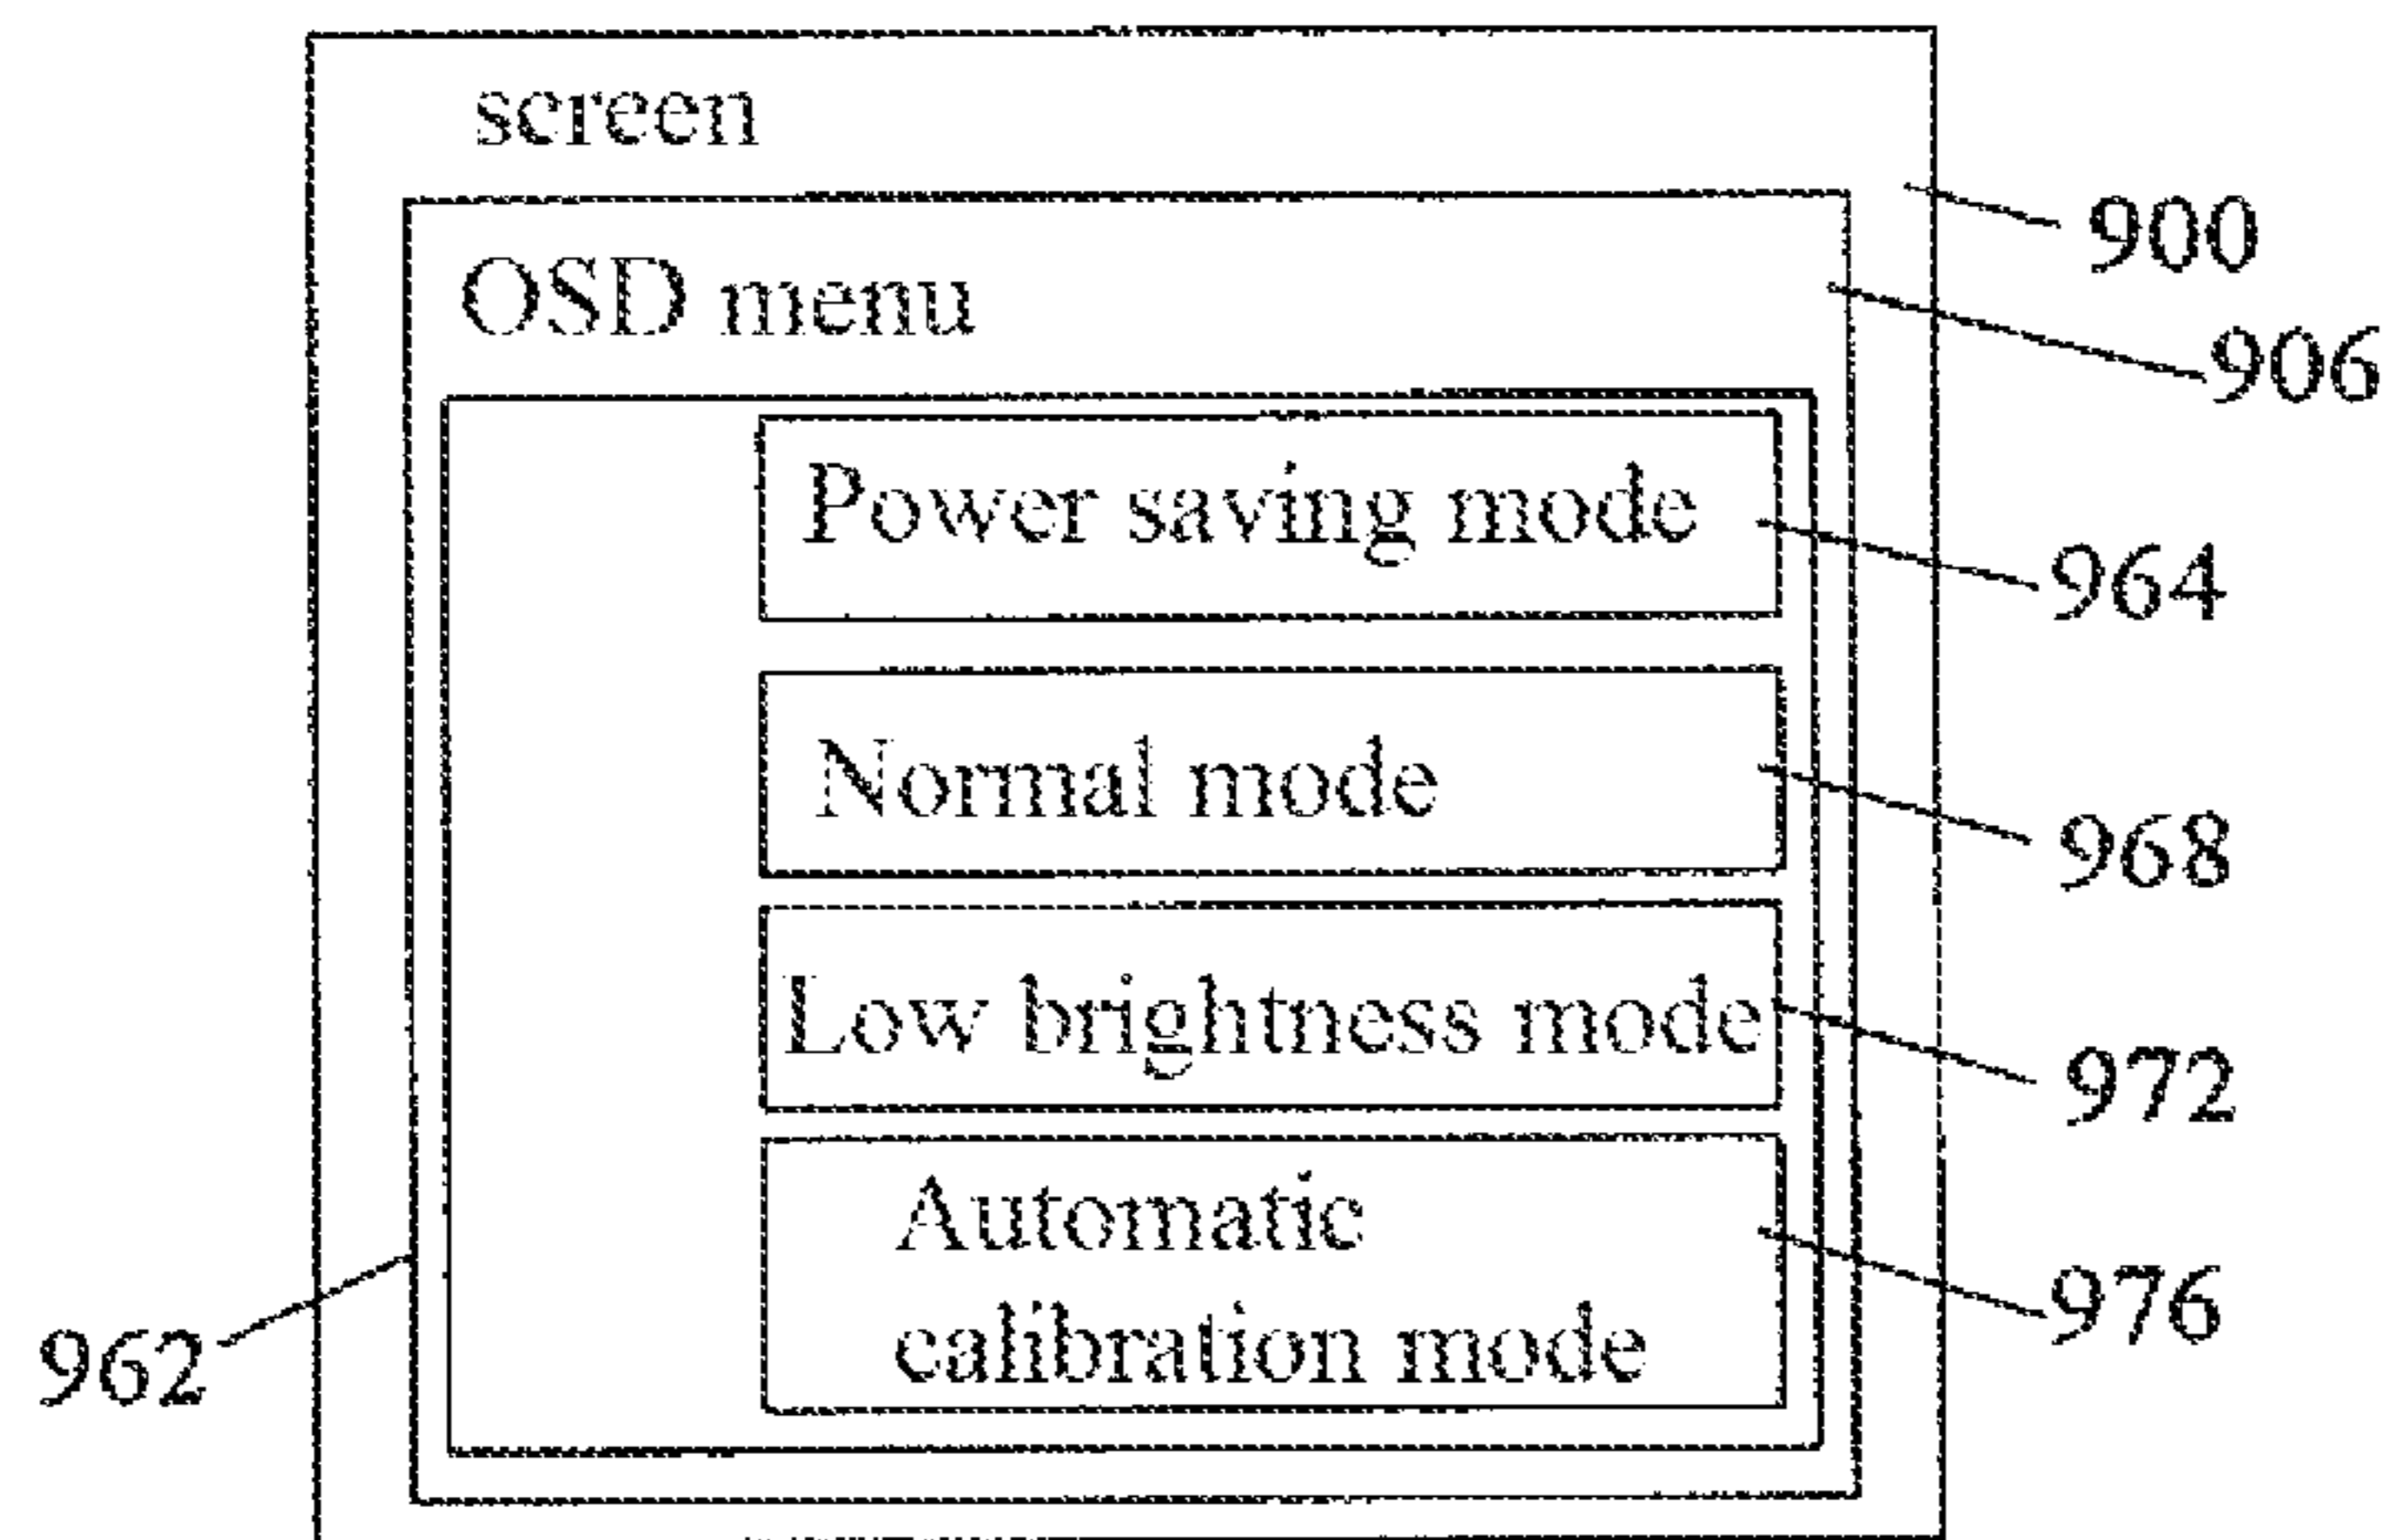 screen
900
OSD menu
906
Power saving mode
964
Normal mode
968
Low brightness mode
972
Automatic
calibration mode
976
962